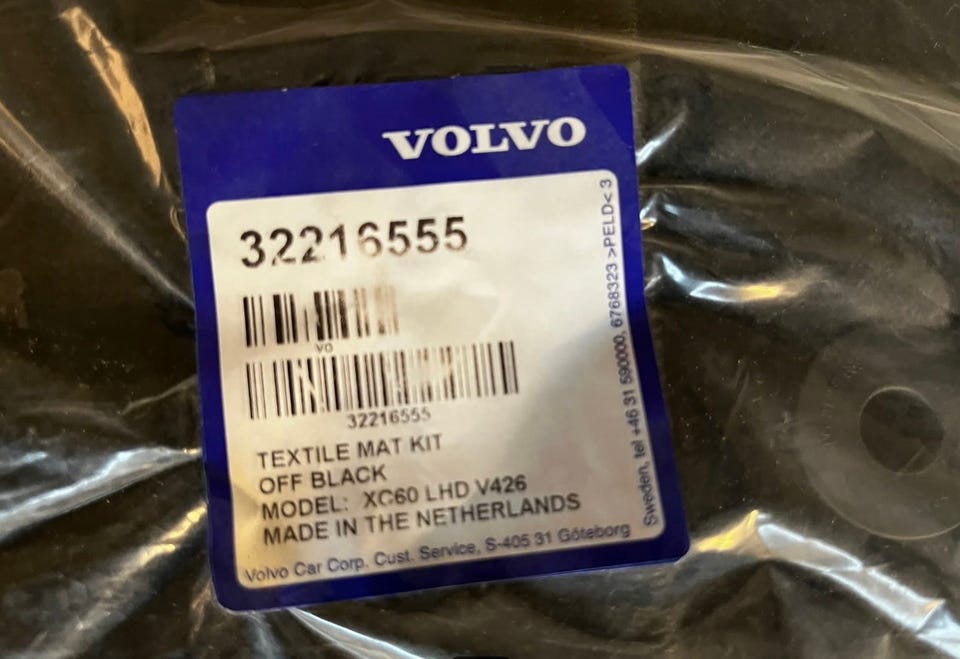 VOLVO
32216555
VO
32216555
TEXTILE MAT KIT
OFF BLACK
MODEL: XC60 LHD V426
MADE IN THE NETHERLANDS
Volvo Car Corp. Cust. Service, S-405 31 Göteborg
Sweden, tel +46 31 590000, 6768323 >PELD< 3